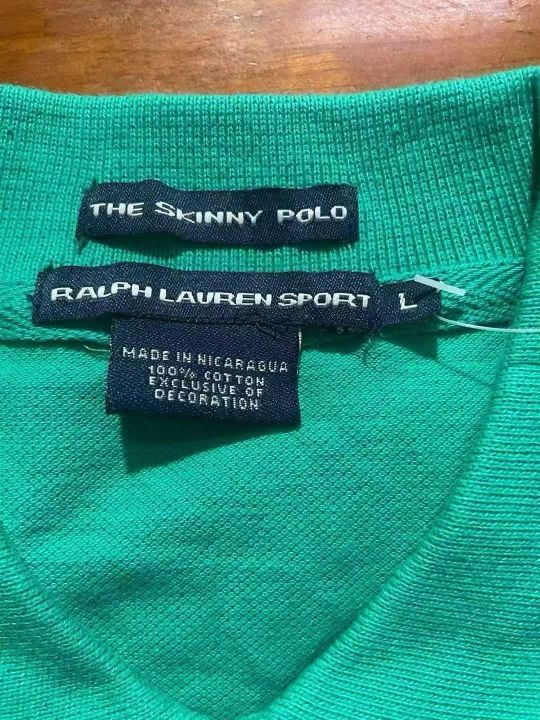 THE SKINNY POLO
RALPH LAUREN SPORT L
MADE IN NICARAGUA
100% COTTON
EXCLUSIVE OF
DECORATION